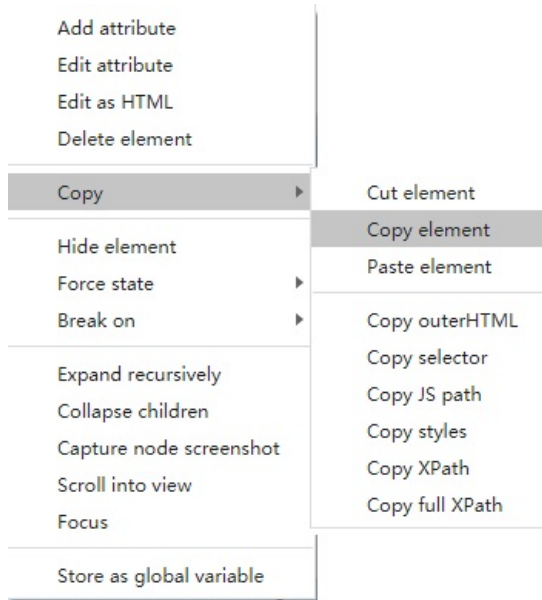 Add attribute
Edit attribute
Edit as HTML
Delete element
Copy
Hide element
Force state
Break on
Expand recursively
Collapse children
Capture node screenshot
Scroll into view
Focus
Store as global variable
Cut element
Copy element
Paste element
Copy outerHTML
Copy selector
Copy JS path
Copy styles
Copy XPath
Copy full XPath